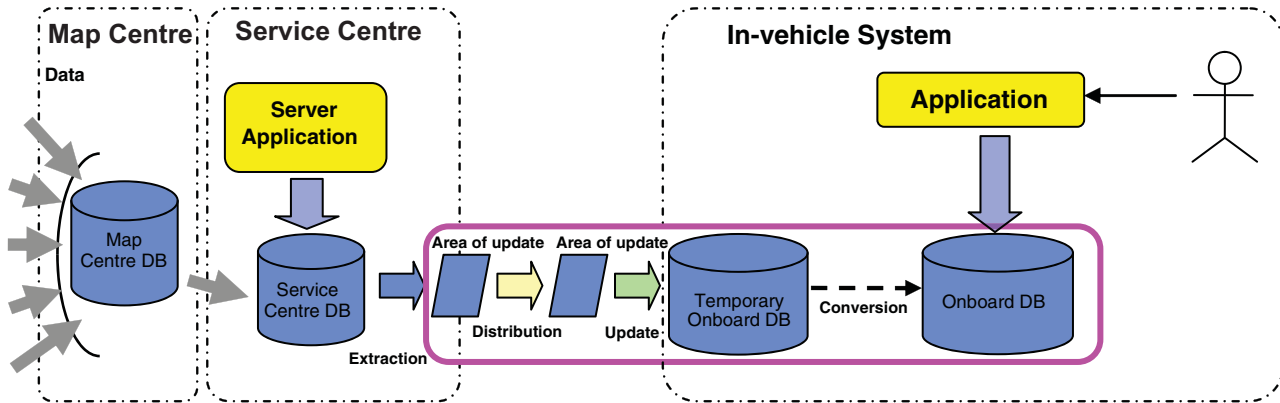 Map Centre
Data
Map
Centre DB
Service Centre
Server
Application
Service
Centre DB
Extraction
Area of update
Distribution
Area of update
Update
In-vehicle System
Application
Temporary
Onboard DB
Conversion
Onboard DB